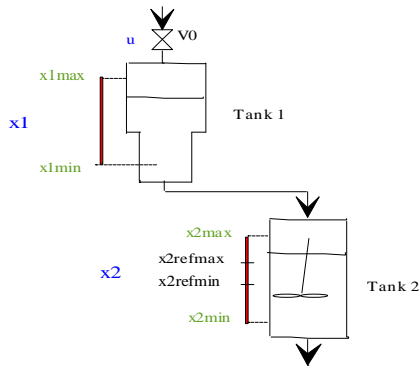 u
V0
x1max
x1
Tank 1
x1min
x2max
x2refmax
x2
x2refmin
Tank 2
x2min